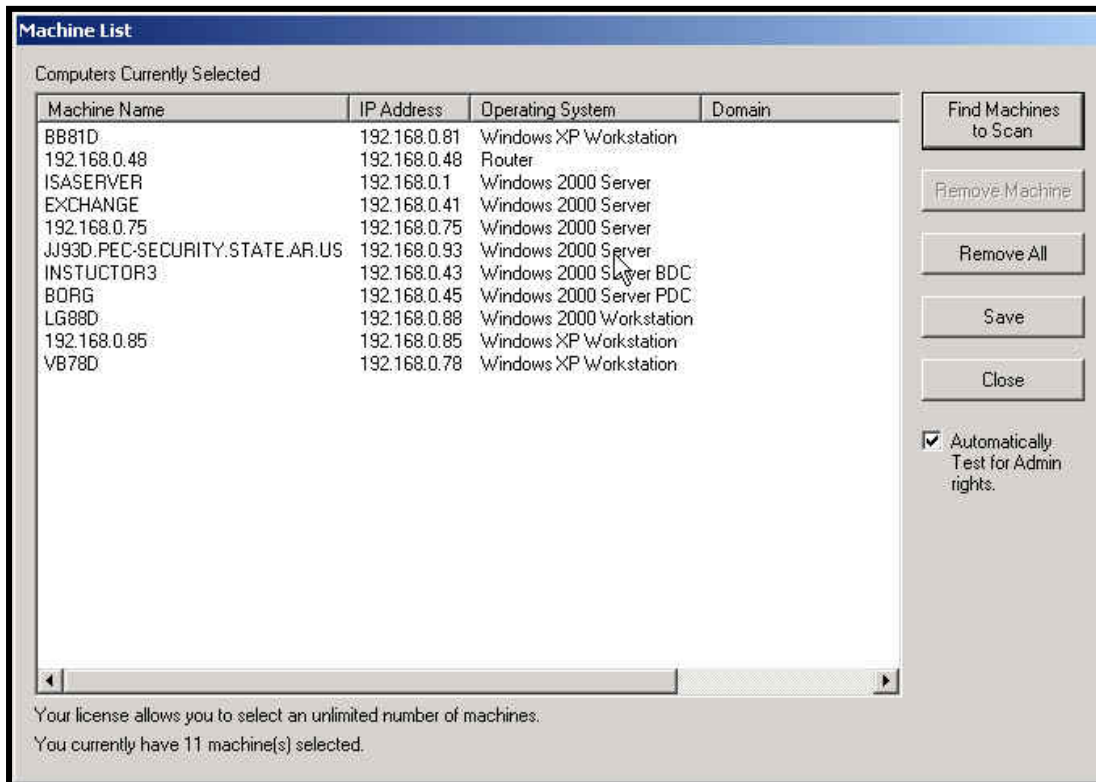 Machine List
Computers Currently Selected
Machine Name IP Address Operating System Domain
BB81D 192.168.0.81 Windows XP Workstation
192.168.0.48 192.168.0.48 Router
ISASERVER 192.168.0.1 Windows 2000 Server
EXCHANGE 192.168.0.41 Windows 2000 Server
192.168.0.75 192.168.0.75 Windows 2000 Server
JJ93D.PEC-SECURITY.STATE.AR.US 192.168.0.93 Windows 2000 Server
INSTUCTOR3 192.168.0.43 Windows 2000 Server BDC
BORG 192.168.0.45 Windows 2000 Server PDC
LG88D 192.168.0.88 Windows 2000 Workstation
192.168.0.85 192.168.0.85 Windows XP Workstation
VB78D 192.168.0.78 Windows XP Workstation
Find Machines
to Scan
Remove Machine
Remove All
Save
Close
Automatically
Test for Admin
rights.
Your license allows you to select an unlimited number of machines.
You currently have 11 machine(s) selected.